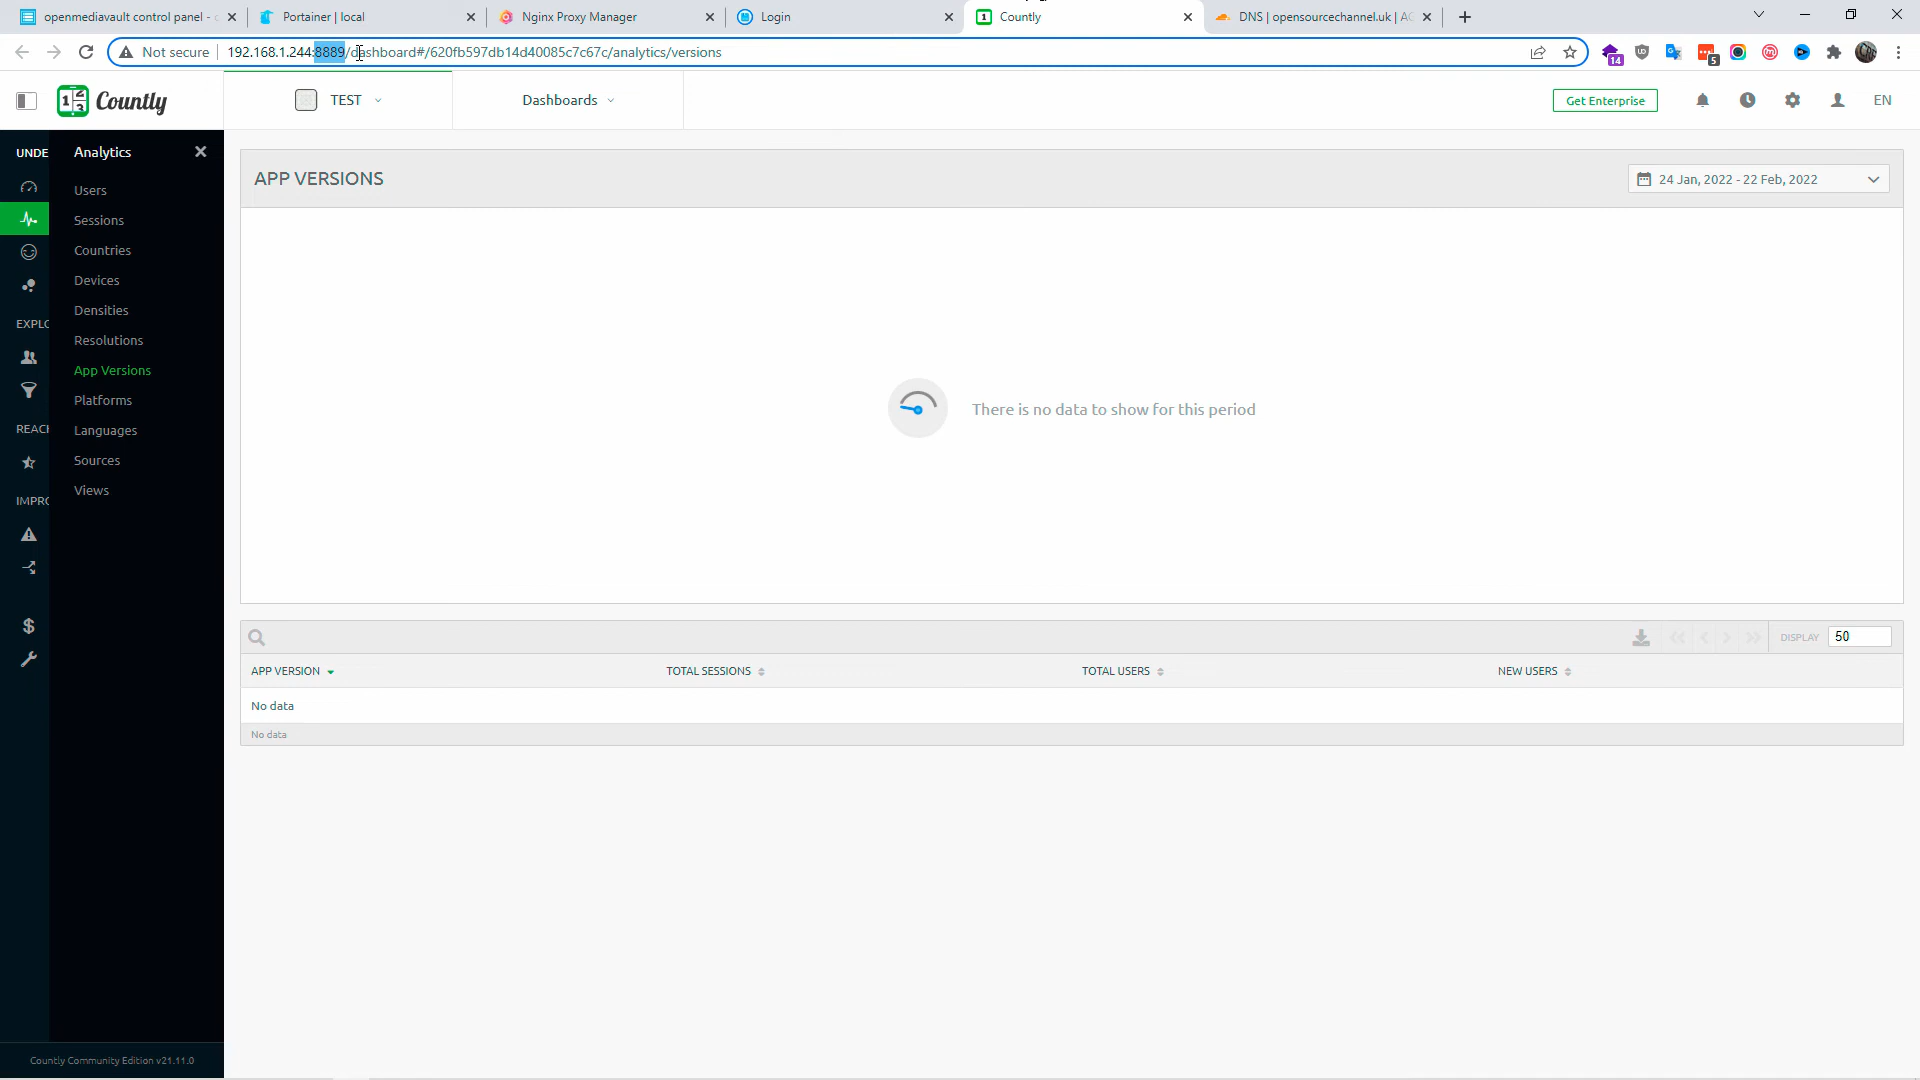 openmediavault control panel -
Portainer | local
Nginx Proxy Manager
Login
Countly
DNS | opensourcechannel.uk | Ac
Not secure
192.168.1.244:8889/dashboard#/620fb597db14d40085c7c67c/analytics/versions
14
5
Countly
TEST
Dashboards
Get Enterprise
EN
UNDE
Analytics
Users
Sessions
Countries
Devices
Densities
EXPLO
Resolutions
App Versions
Platforms
REACH
Languages
Sources
Views
IMPRO
Countly Community Edition v21.11.0
APP VERSIONS
24 Jan, 2022 - 22 Feb, 2022
There is no data to show for this period
DISPLAY 50
APP VERSION TOTAL SESSIONS TOTAL USERS NEW USERS
No data
No data